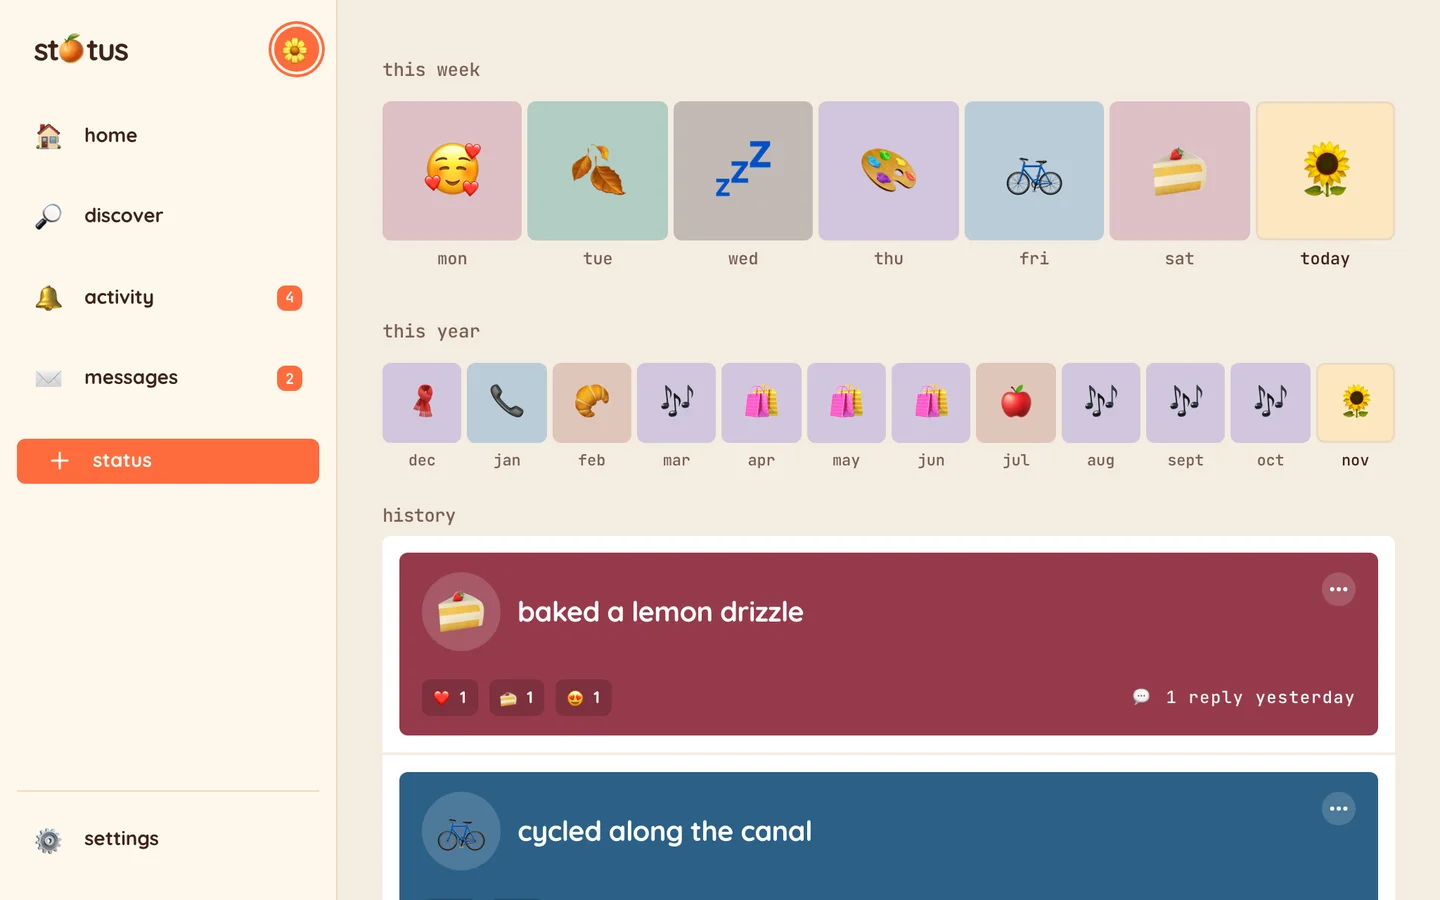 st🍊tus
home
discover
activity 4
messages 2
+ status
settings
this week
mon tue wed thu fri sat today
this year
dec jan feb mar apr may jun jul aug sept oct nov
history
baked a lemon drizzle
1 1 1
1 reply yesterday
cycled along the canal